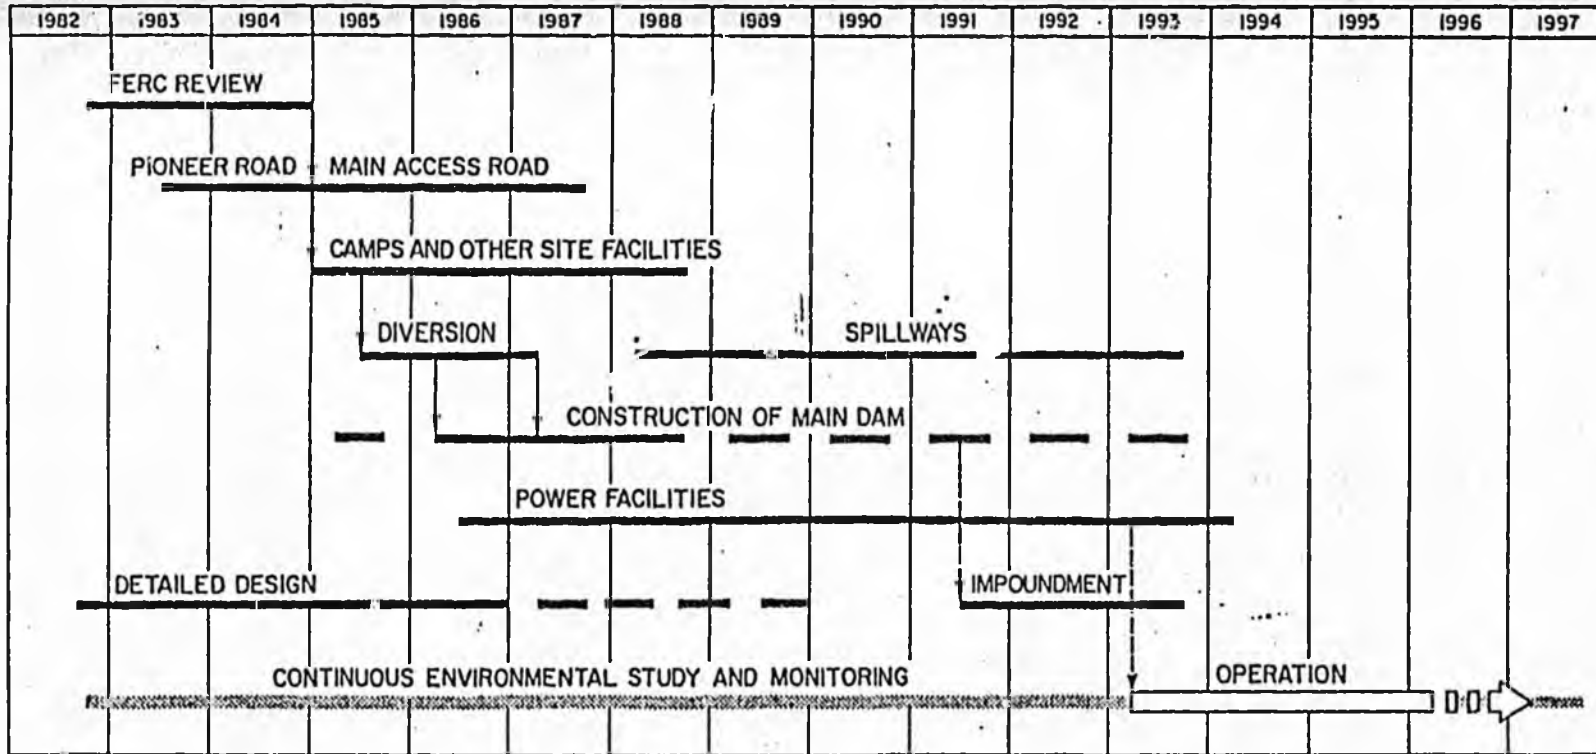 1982 1983 1984 1985 1986 1987 1988 1989 1990 1991 1992 1993 1994 1995 1996 1997
FERC REVIEW
PIONEER ROAD MAIN ACCESS ROAD
CAMPS AND OTHER SITE FACILITIES
DIVERSION SPILLWAYS
CONSTRUCTION OF MAIN DAM
POWER FACILITIES
DETAILED DESIGN IMPOUNDMENT
CONTINUOUS ENVIRONMENTAL STUDY AND MONITORING OPERATION